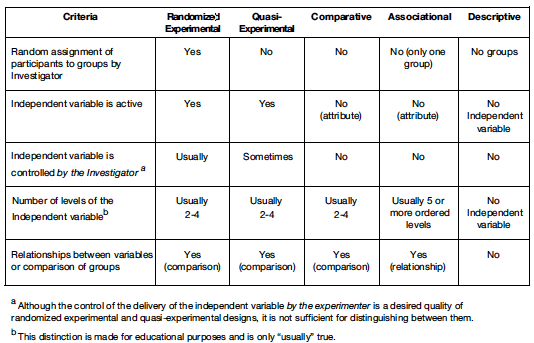 Criteria Randomized Experimental Quasi-Experimental Comparative Associational Descriptive
Random assignment of participants to groups by Investigator Yes No No No (only one group) No groups
Independent variable is active Yes Yes No (attribute) No (attribute) No Independent variable
Independent variable is controlled by the Investigator a Usually Sometimes No No No
Number of levels of the Independent variable b Usually 2-4 Usually 2-4 Usually 2-4 Usually 5 or more ordered levels No Independent variable
Relationships between variables or comparison of groups Yes (comparison) Yes (comparison) Yes (comparison) Yes (relationship) No
a Although the control of the delivery of the independent variable by the experimenter is a desired quality of
randomized experimental and quasi-experimental designs, it is not sufficient for distinguishing between them.
b This distinction is made for educational purposes and is only “usually” true.